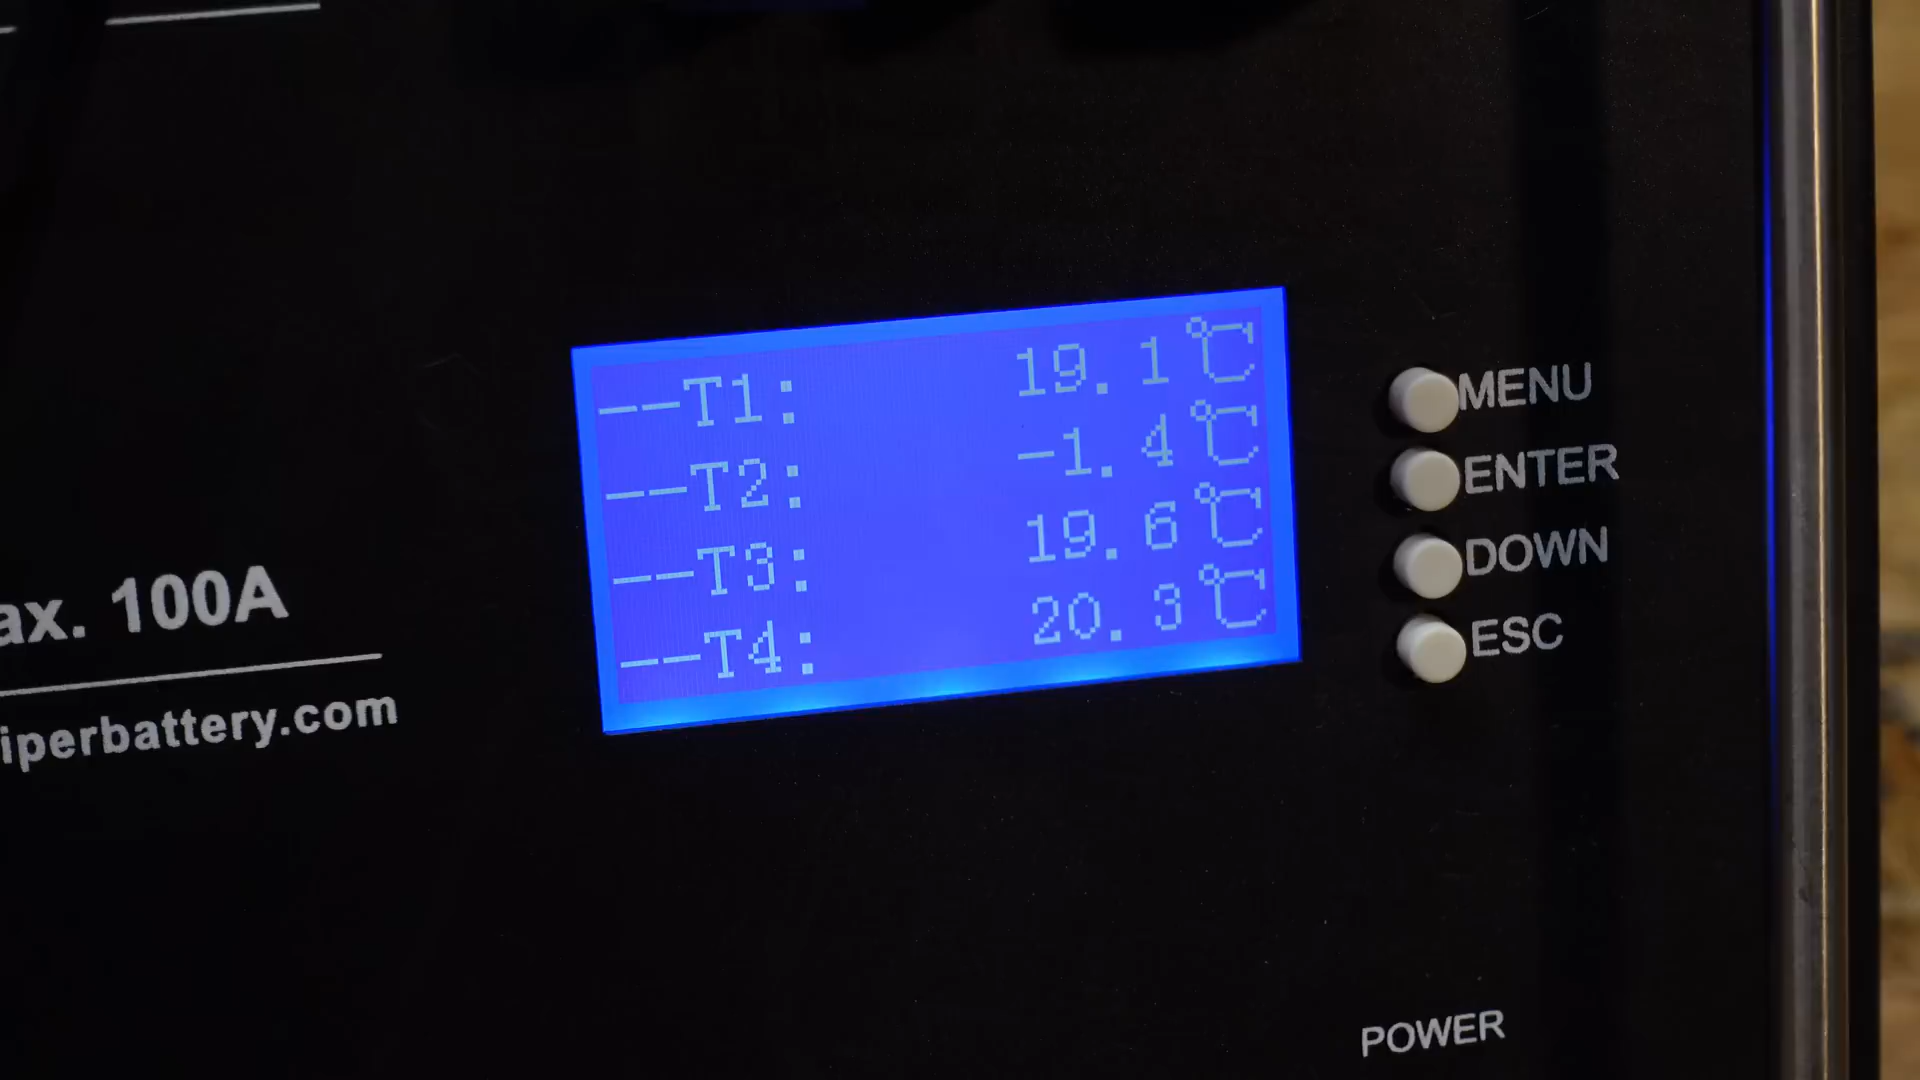 --T1: 19.1℃
--T2: -1.4℃
--T3: 19.6℃
--T4: 20.3℃
MENU
ENTER
DOWN
ESC
ax. 100A
iperbattery.com
POWER